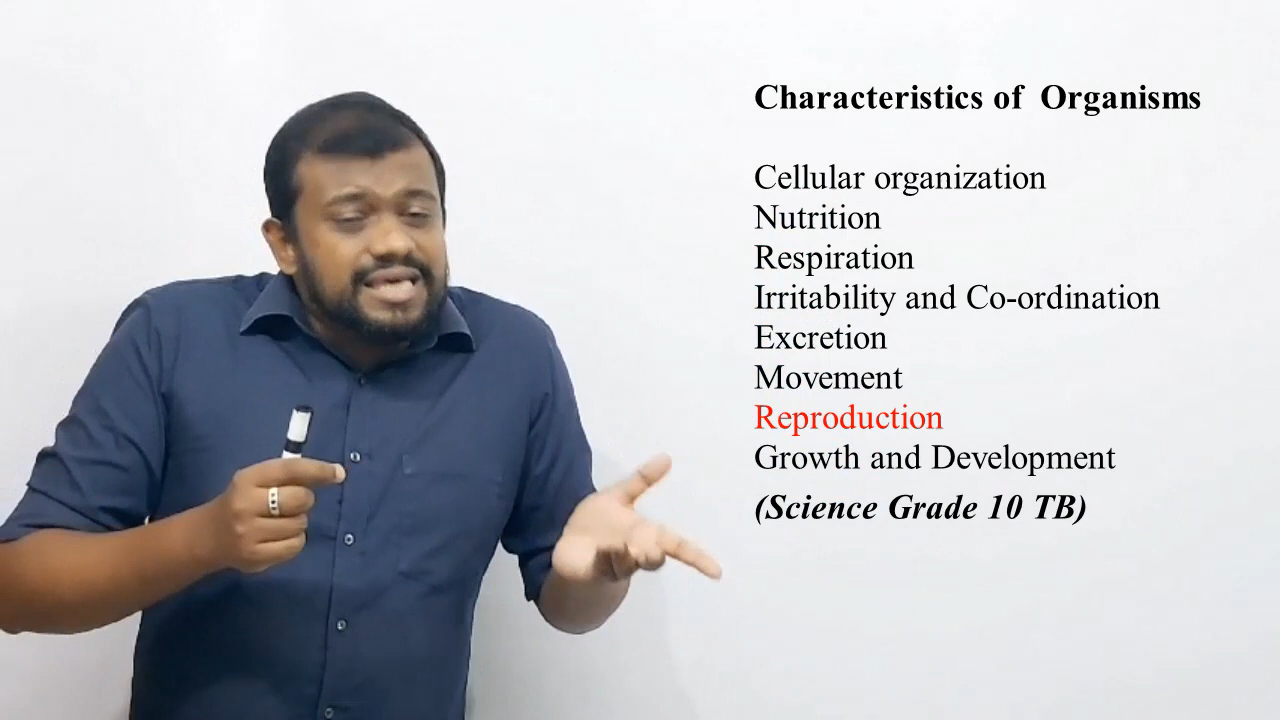 Characteristics of Organisms
Cellular organization
Nutrition
Respiration
Irritability and Co-ordination
Excretion
Movement
Reproduction
Growth and Development
(Science Grade 10 TB)